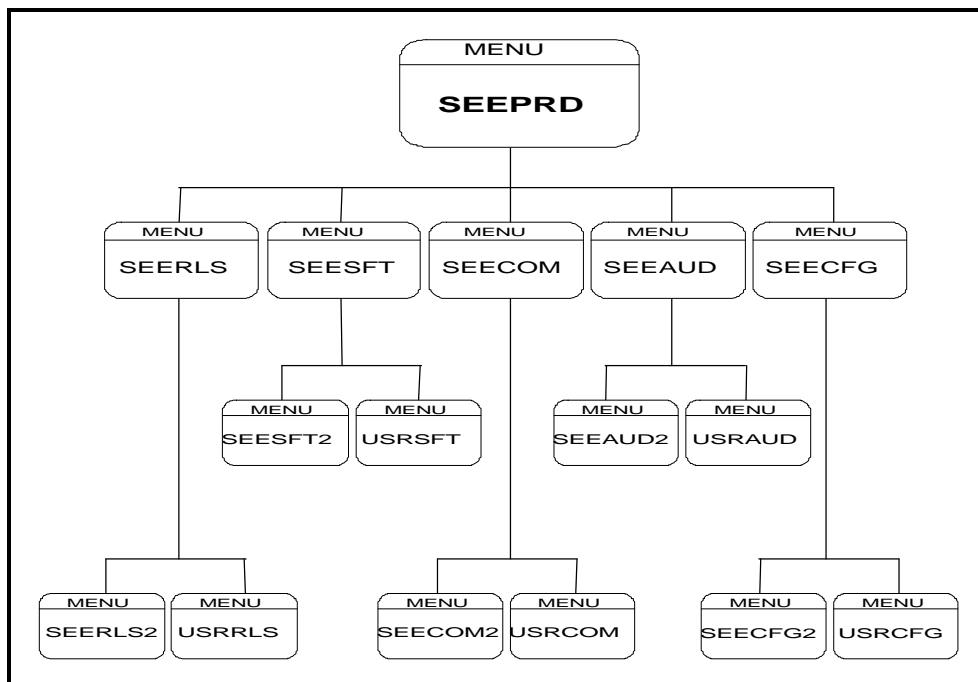 MENU
SEEPRD
MENU MENU MENU MENU MENU
SEERLS SEESFT SEECOM SEEAUD SEECFG
MENU MENU MENU MENU
SEESFT2 USRSFT SEEAUD2 USRAUD
MENU MENU MENU MENU MENU MENU
SEERLS2 USRRLS SEECOM2 USRCOM SEECFG2 USRCFG